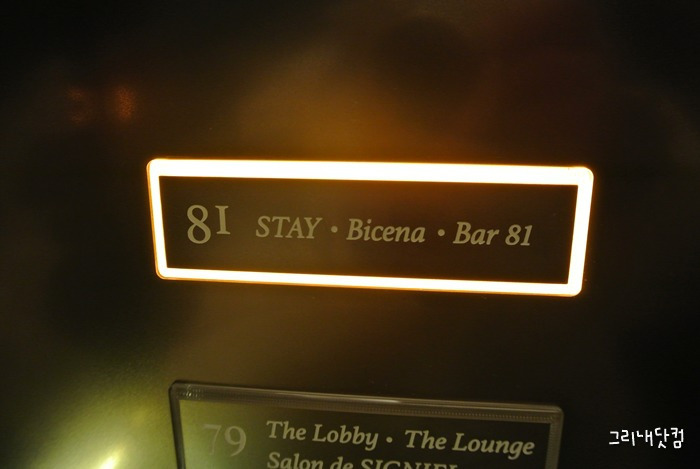 81 STAY • Bicena • Bar 81
79 The Lobby • The Lounge
Salon de SIGNIEL
그리내닷컴